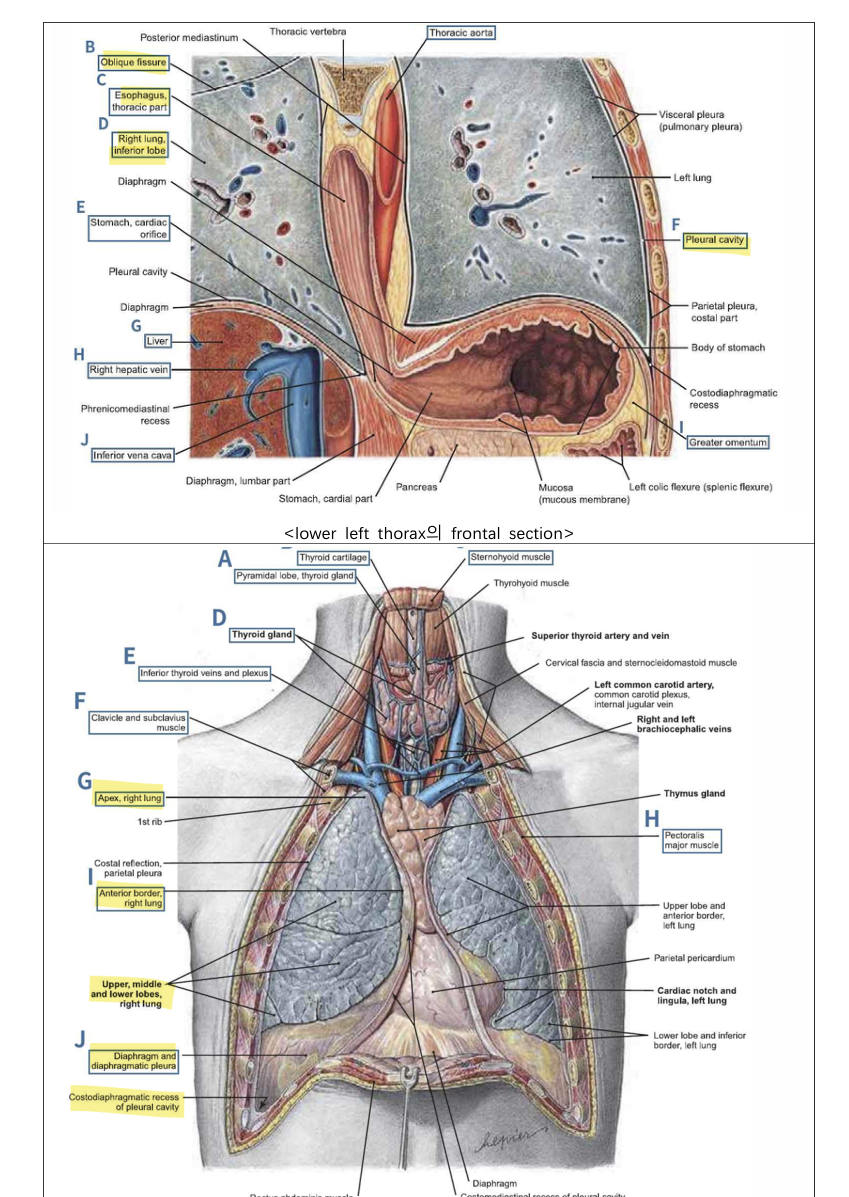 Thoracic vertebra
Posterior mediastinum
Thoracic aorta
B
Oblique fissure
C
Esophagus,
thoracic part
D
Right lung,
inferior lobe
Diaphragm
E
Stomach, cardiac
orifice
Pleural cavity
Diaphragm
G
Liver
H
Right hepatic vein
Phrenicomediastinal
recess
J
Inferior vena cava
Diaphragm, lumbar part
Stomach, cardial part
Pancreas
Mucosa
(mucous membrane)
Left colic flexure (splenic flexure)
Visceral pleura
(pulmonary pleura)
Left lung
F
Pleural cavity
Parietal pleura,
costal part
Body of stomach
Costodiaphragmatic
recess
I
Greater omentum
<lower left thorax의 frontal section>
A
Thyroid cartilage
Pyramidal lobe, thyroid gland
D
Thyroid gland
E
Inferior thyroid veins and plexus
F
Clavicle and subclavius
muscle
G
Apex, right lung
1st rib
Costal reflection,
parietal pleura
I
Anterior border,
right lung
Upper, middle
and lower lobes,
right lung
J
Diaphragm and
diaphragmatic pleura
Costodiaphragmatic recess
of pleural cavity
Sternohyoid muscle
Thyrohyoid muscle
Superior thyroid artery and vein
Cervical fascia and sternocleidomastoid muscle
Left common carotid artery,
common carotid plexus,
internal jugular vein
Right and left
brachiocephalic veins
Thymus gland
H
Pectoralis
major muscle
Upper lobe and
anterior border,
left lung
Parietal pericardium
Cardiac notch and
lingula, left lung
Lower lobe and inferior
border, left lung
hepier
Diaphragm
Rectus abdominis muscle
Costomediastinal recess of pleural cavity